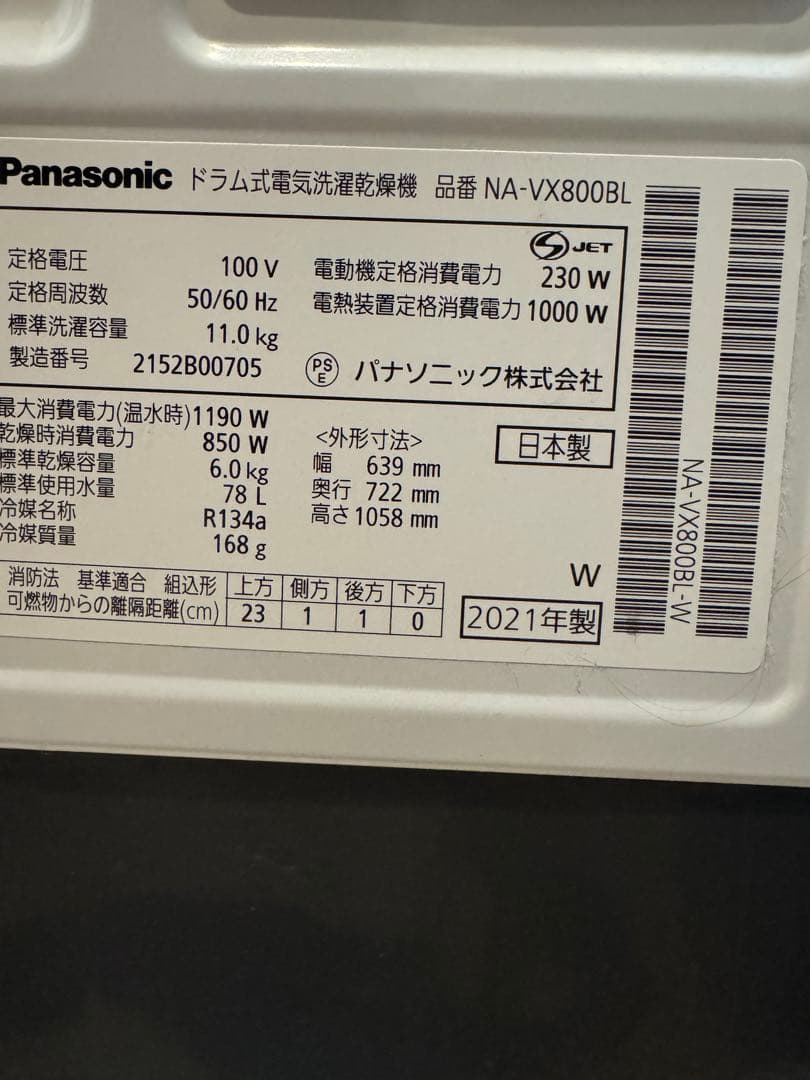 Panasonic ドラム式電気洗濯乾燥機 品番 NA-VX800BL
定格電圧 100 V
定格周波数 50/60 Hz
標準洗濯容量 11.0 kg
製造番号 2152B00705
S JET
電動機定格消費電力 230 W
電熱装置定格消費電力 1000 W
PS E パナソニック株式会社
最大消費電力(温水時) 1190 W
乾燥時消費電力 850 W
標準乾燥容量 6.0 kg
標準使用水量 78 L
冷媒名称 R134a
冷媒質量 168 g
<外形寸法>
幅 639 mm
奥行 722 mm
高さ 1058 mm
日本製
消防法 基準適合 組込形 上方 側方 後方 下方
可燃物からの離隔距離(cm) 23 1 1 0
W
2021年製
NA-VX800BL-W